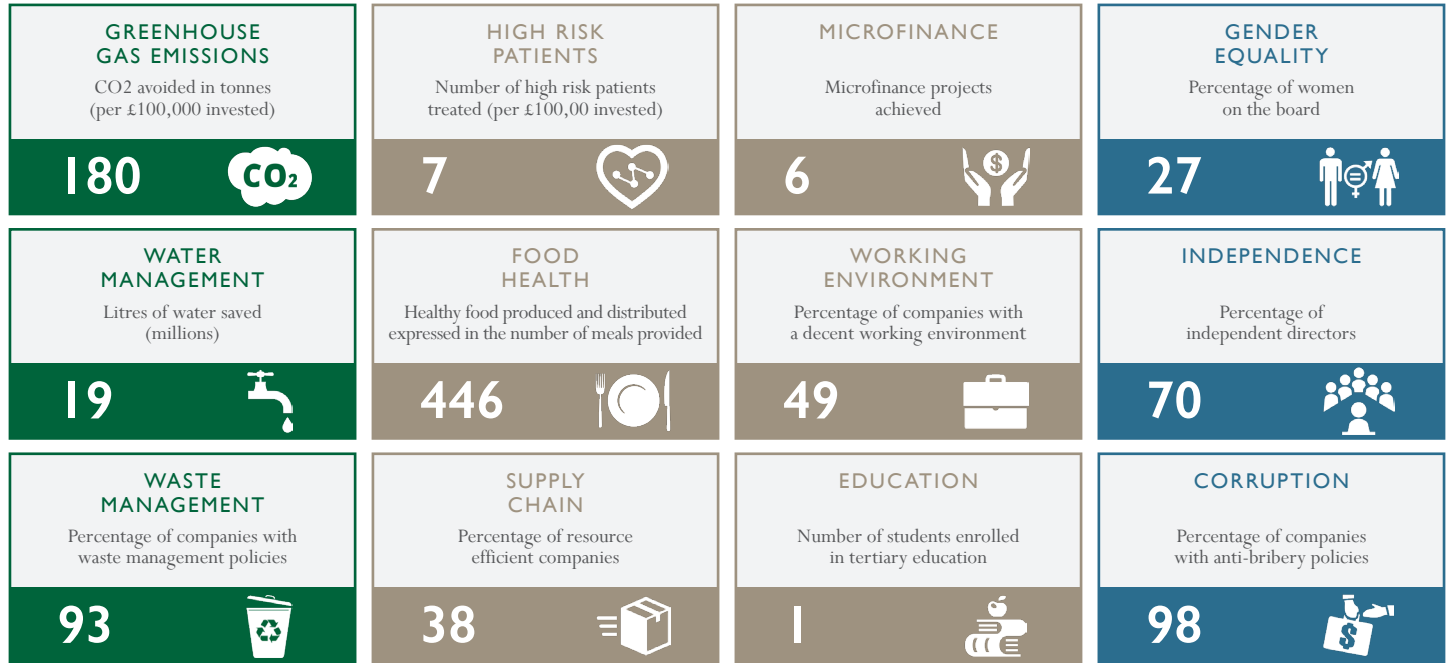 GREENHOUSE
GAS EMISSIONS
CO2 avoided in tonnes
(per £100,000 invested)
180
CO2
HIGH RISK
PATIENTS
Number of high risk patients
treated (per £100,00 invested)
7
MICROFINANCE
Microfinance projects
achieved
6
$
GENDER
EQUALITY
Percentage of women
on the board
27
WATER
MANAGEMENT
Litres of water saved
(millions)
19
FOOD
HEALTH
Healthy food produced and distributed
expressed in the number of meals provided
446
WORKING
ENVIRONMENT
Percentage of companies with
a decent working environment
49
INDEPENDENCE
Percentage of
independent directors
70
WASTE
MANAGEMENT
Percentage of companies with
waste management policies
93
SUPPLY
CHAIN
Percentage of resource
efficient companies
38
EDUCATION
Number of students enrolled
in tertiary education
1
CORRUPTION
Percentage of companies
with anti-bribery policies
98
$